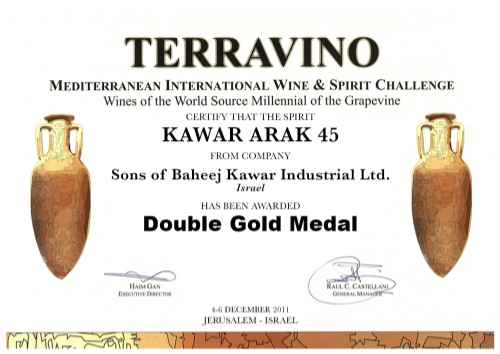 TERRAVINO
MEDITERRANEAN INTERNATIONAL WINE & SPIRIT CHALLENGE
Wines of the World Source Millennial of the Grapevine
CERTIFY THAT THE SPIRIT
KAWAR ARAK 45
FROM COMPANY
Sons of Baheej Kawar Industrial Ltd.
Israel
HAS BEEN AWARDED
Double Gold Medal
HAIM GAN
EXECUTIVE DIRECTOR
RAUL C. CASTELLANI
GENERAL MANAGER
4-6 DECEMBER 2011
JERUSALEM - ISRAEL